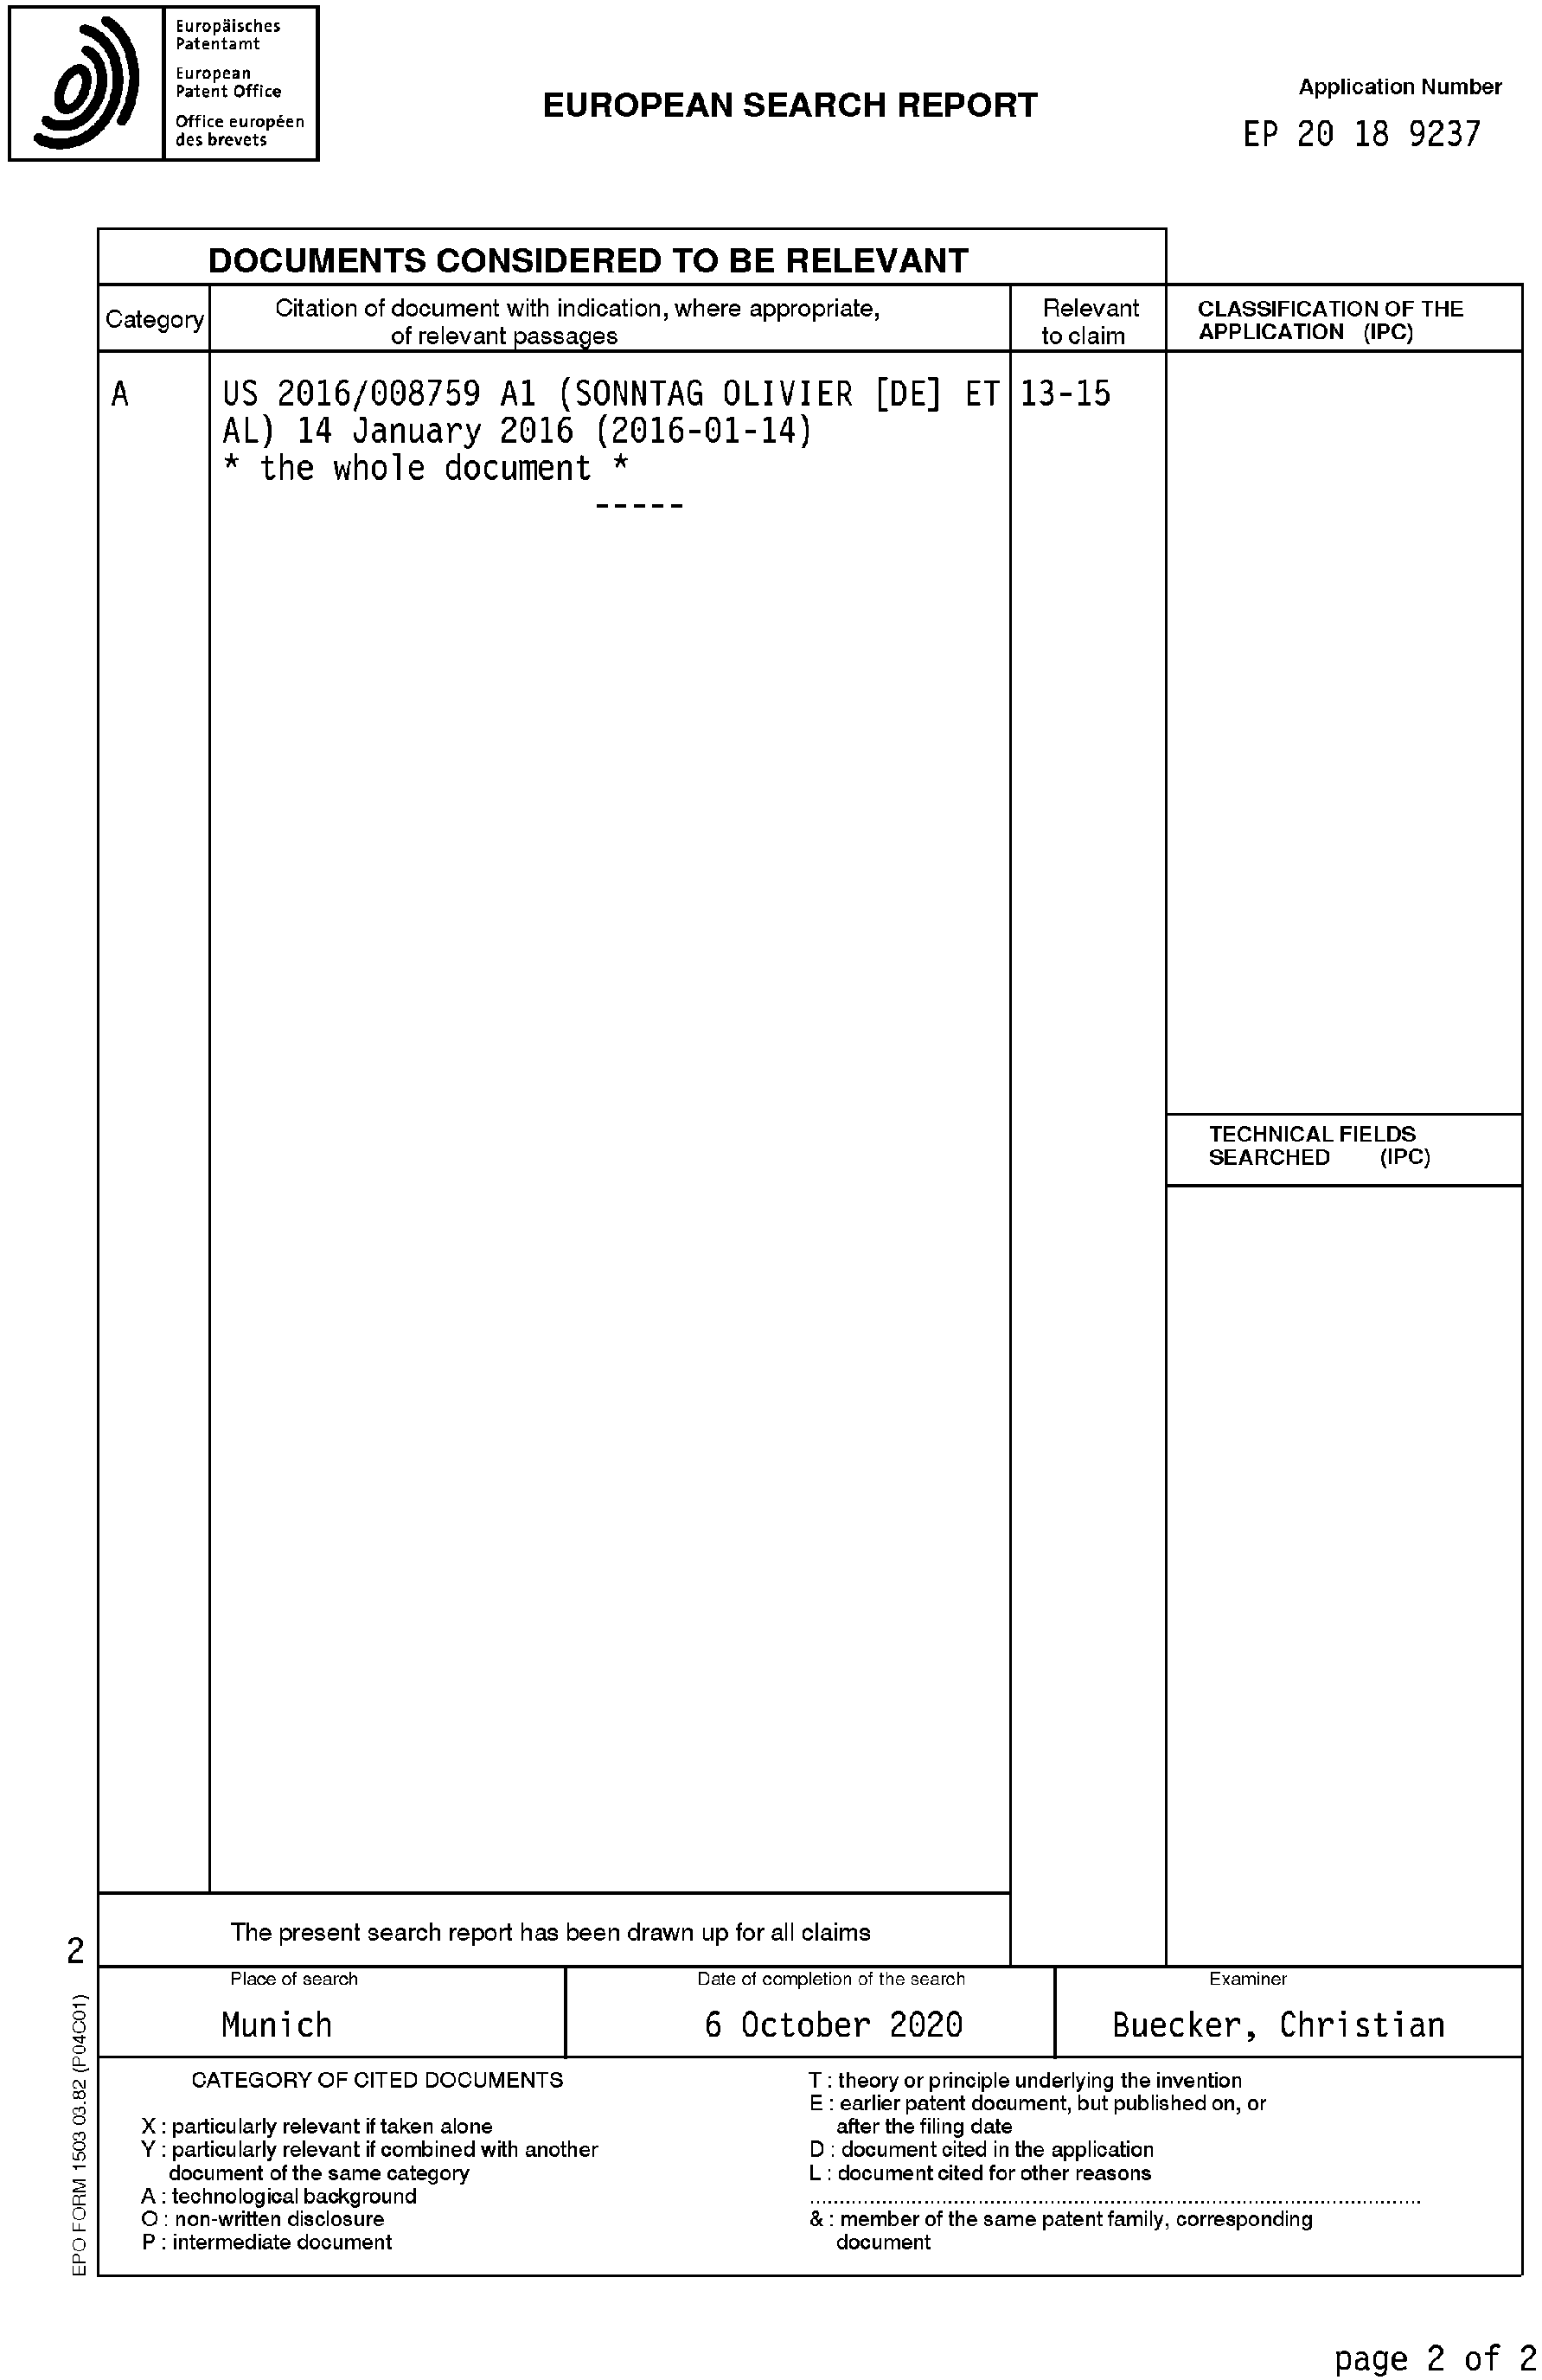 Europäisches
Patentamt
European
Patent Office
Office européen
des brevets
EUROPEAN SEARCH REPORT
Application Number
EP 20 18 9237
DOCUMENTS CONSIDERED TO BE RELEVANT
Category
Citation of document with indication, where appropriate,
of relevant passages
Relevant
to claim
CLASSIFICATION OF THE
APPLICATION (IPC)
A
US 2016/008759 A1 (SONNTAG OLIVIER [DE] ET
AL) 14 January 2016 (2016-01-14)
* the whole document *
-----
13-15
TECHNICAL FIELDS
SEARCHED (IPC)
The present search report has been drawn up for all claims
2
Place of search
Munich
Date of completion of the search
6 October 2020
Examiner
Buecker, Christian
CATEGORY OF CITED DOCUMENTS
X : particularly relevant if taken alone
Y : particularly relevant if combined with another
document of the same category
A : technological background
O : non-written disclosure
P : intermediate document
T : theory or principle underlying the invention
E : earlier patent document, but published on, or
after the filing date
D : document cited in the application
L : document cited for other reasons
& : member of the same patent family, corresponding
document
EPO FORM 1503 03.82 (P04C01)
page 2 of 2